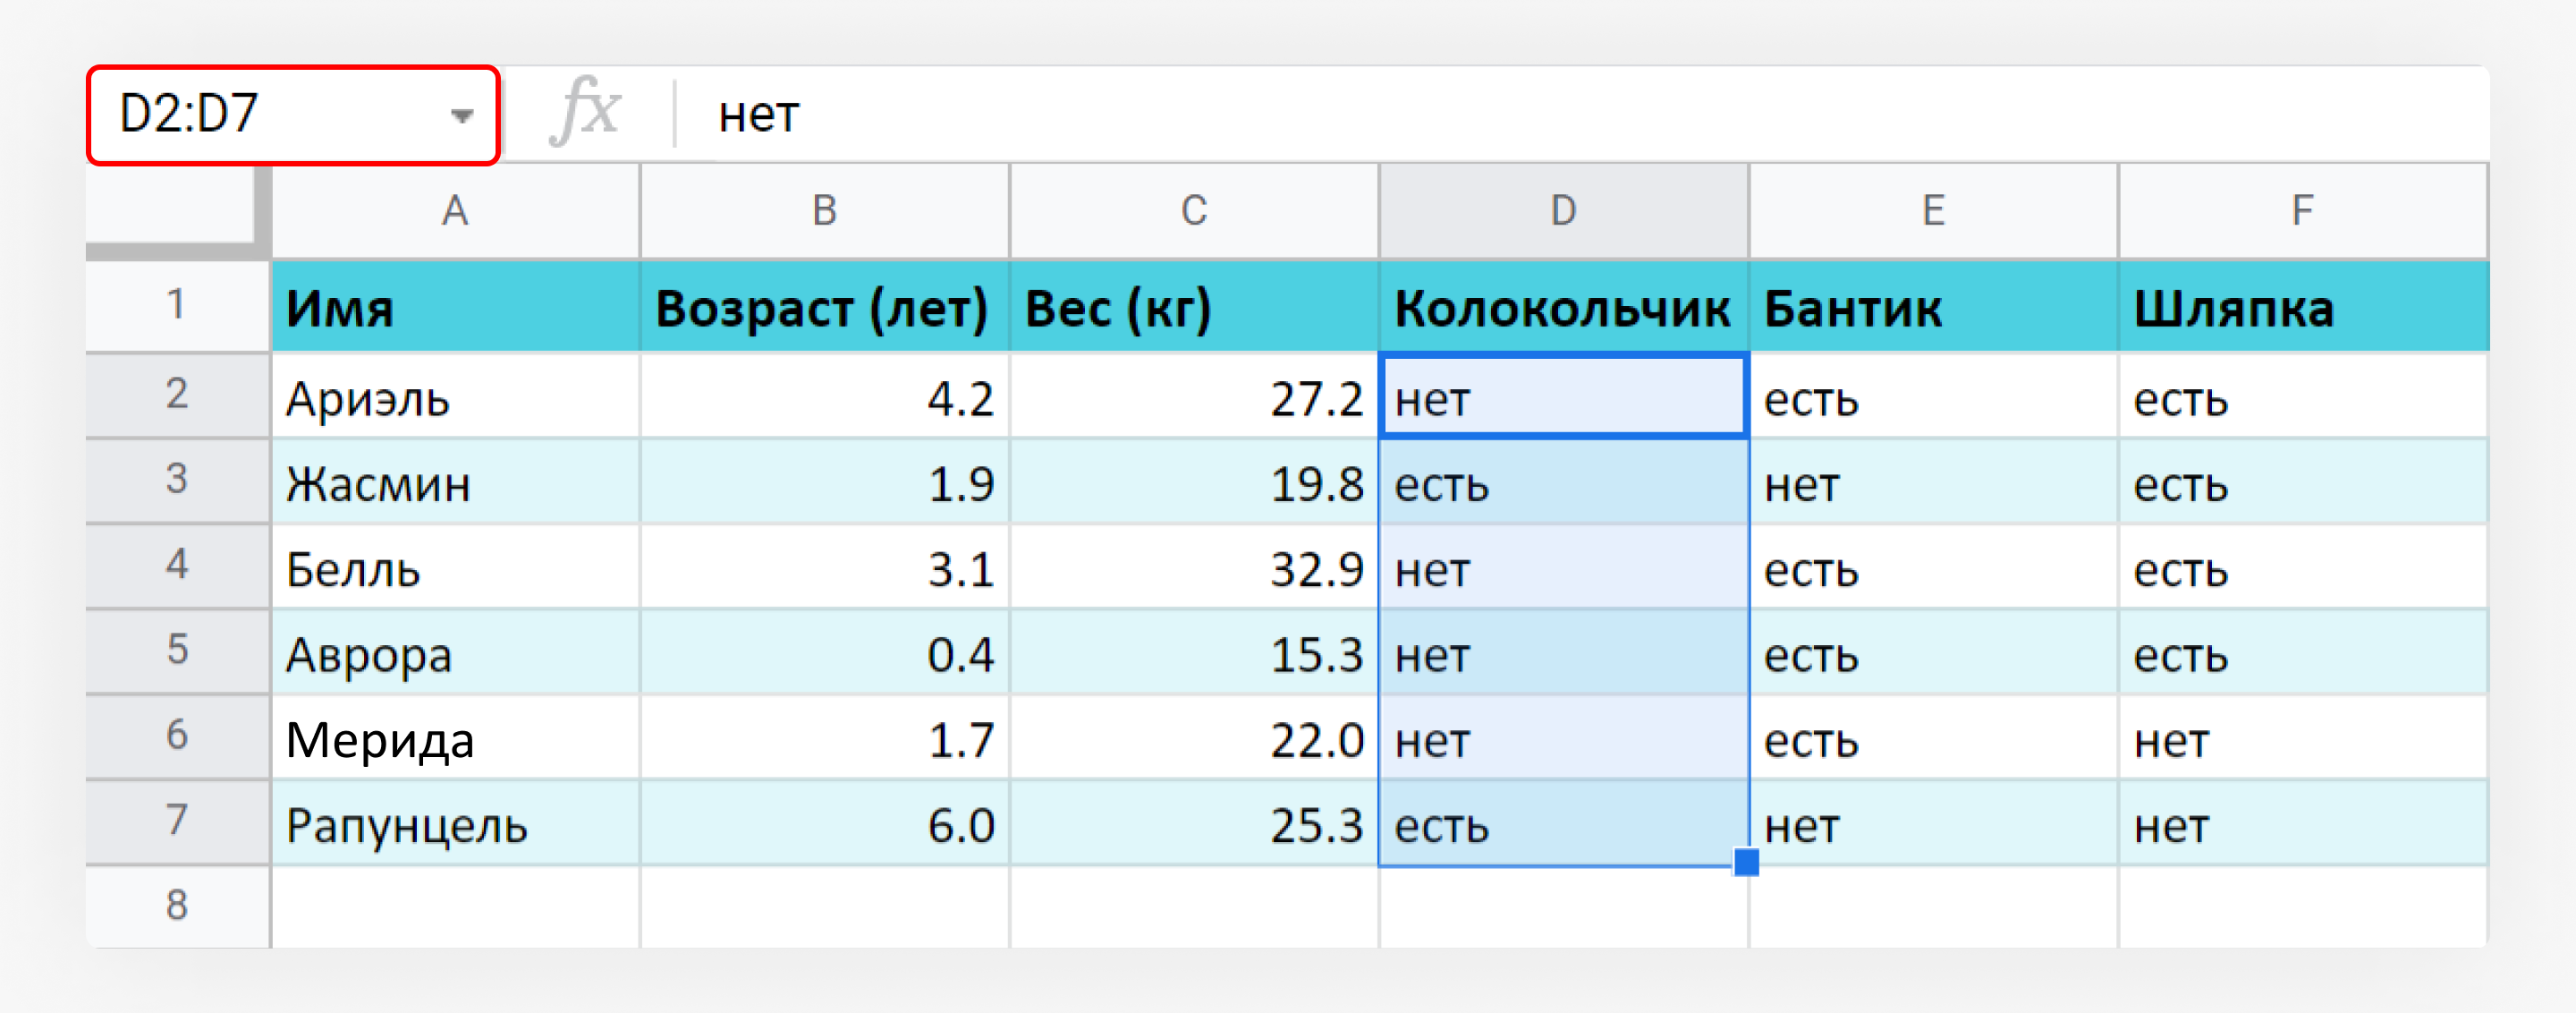 D2:D7 fx нет
A B C D E F
1 Имя Возраст (лет) Вес (кг) Колокольчик Бантик Шляпка
2 Ариэль 4.2 27.2 нет есть есть
3 Жасмин 1.9 19.8 есть нет есть
4 Белль 3.1 32.9 нет есть есть
5 Аврора 0.4 15.3 нет есть есть
6 Мерида 1.7 22.0 нет есть нет
7 Рапунцель 6.0 25.3 есть нет нет
8